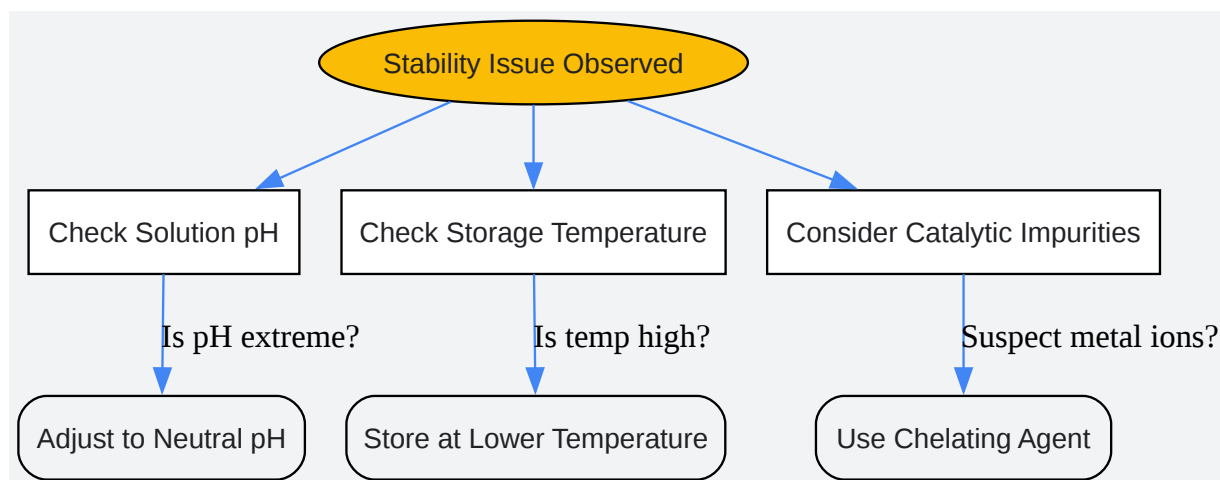 Stability Issue Observed
Check Solution pH
Check Storage Temperature
Consider Catalytic Impurities
Is pH extreme?
Is temp high?
Suspect metal ions?
Adjust to Neutral pH
Store at Lower Temperature
Use Chelating Agent